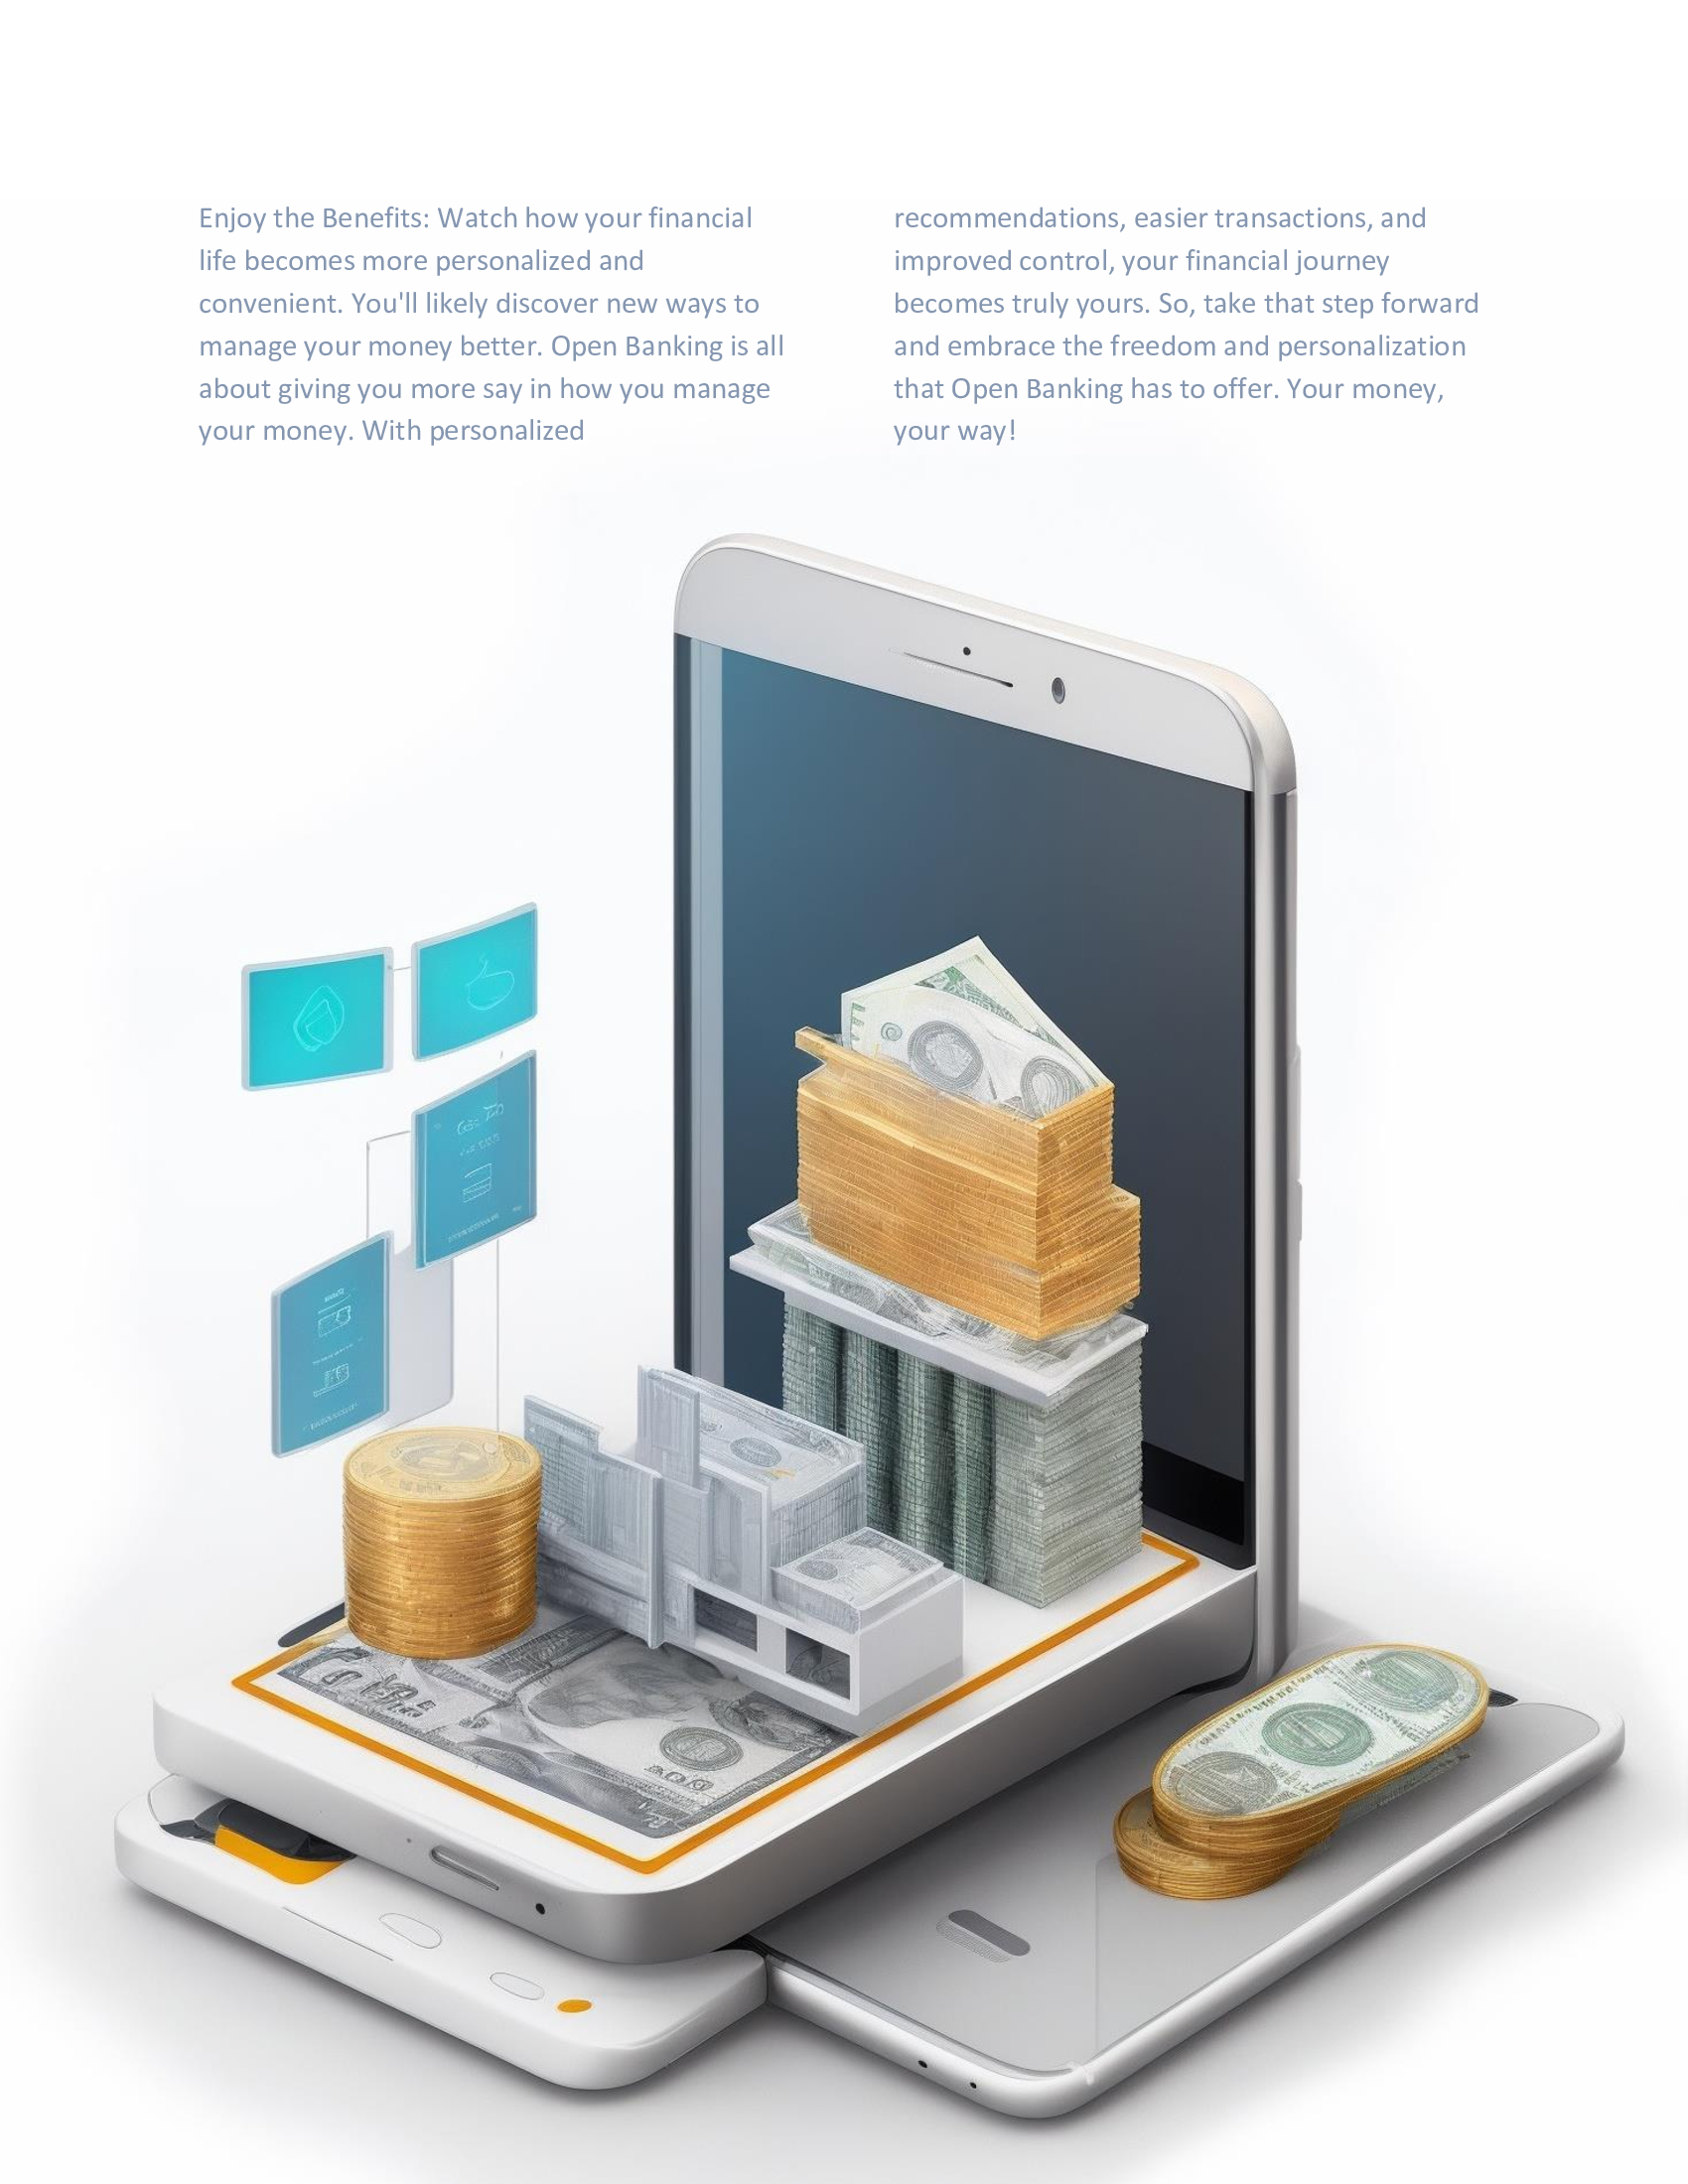 Enjoy the Benefits: Watch how your financial
life becomes more personalized and
convenient. You'll likely discover new ways to
manage your money better. Open Banking is all
about giving you more say in how you manage
your money. With personalized
recommendations, easier transactions, and
improved control, your financial journey
becomes truly yours. So, take that step forward
and embrace the freedom and personalization
that Open Banking has to offer. Your money,
your way!